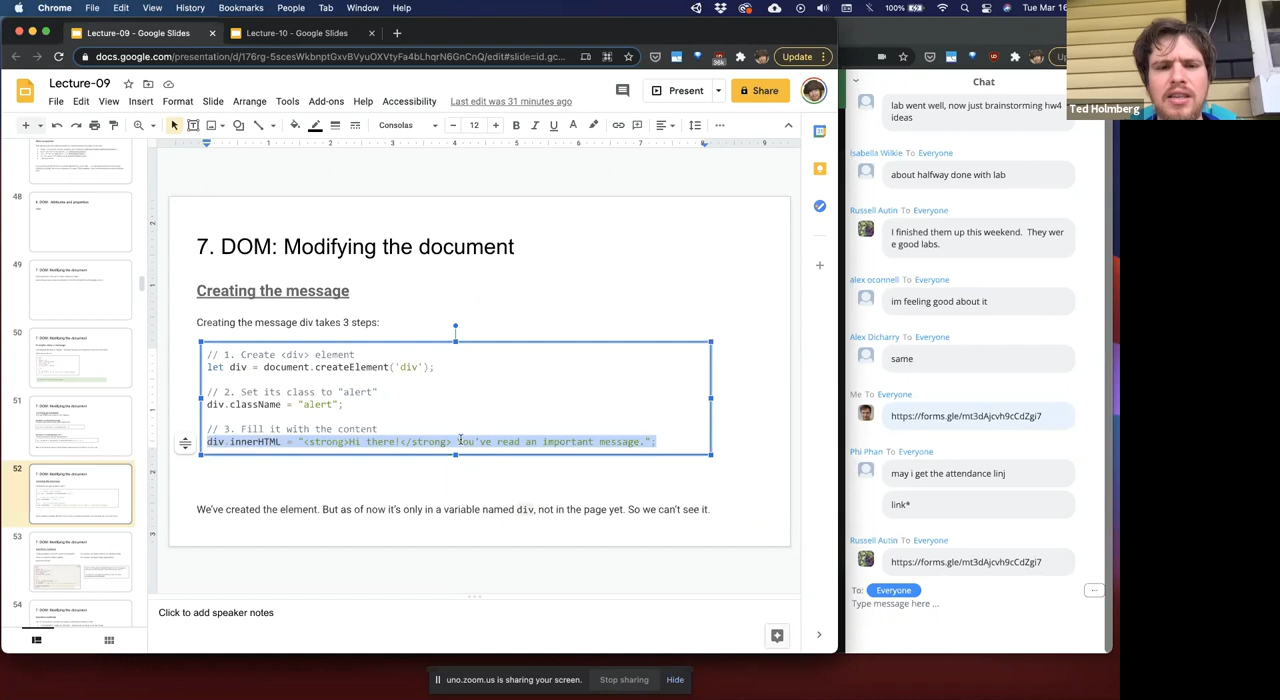 Chrome File Edit View History Bookmarks People Tab Window Help
100% Tue Mar 16
Lecture-09 - Google Slides
Lecture-10 - Google Slides
docs.google.com/presentation/d/176rg-5scesWkbnptGxvBVyuOXVtyFa4bLhqrN6GnCnQ/edit#slide=id.gc...
36k
Update
Lecture-09
File Edit View Insert Format Slide Arrange Tools Add-ons Help Accessibility
Last edit was 31 minutes ago
Present
Share
Consolas
12
48
49
50
51
52
53
54
7. DOM: Modifying the document
Creating the message
Creating the message div takes 3 steps:
// 1. Create <div> element
let div = document.createElement('div');
// 2. Set its class to "alert"
div.className = "alert";
// 3. Fill it with the content
div.innerHTML = "<strong>Hi there!</strong> You've read an important message.";
We've created the element. But as of now it's only in a variable named div, not in the page yet. So we can't see it.
Click to add speaker notes
uno.zoom.us is sharing your screen.
Stop sharing
Hide
Ted Holmberg
Chat
lab went well, now just brainstorming hw4
ideas
Isabella Wilkie To Everyone
about halfway done with lab
Russell Autin To Everyone
I finished them up this weekend. They wer
e good labs.
alex oconnell To Everyone
im feeling good about it
Alex Dicharry To Everyone
same
Me To Everyone
https://forms.gle/mt3dAjcvh9cCdZgi7
Phi Phan To Everyone
may i get the attendance linj
link*
Russell Autin To Everyone
https://forms.gle/mt3dAjcvh9cCdZgi7
To: Everyone
Type message here ...